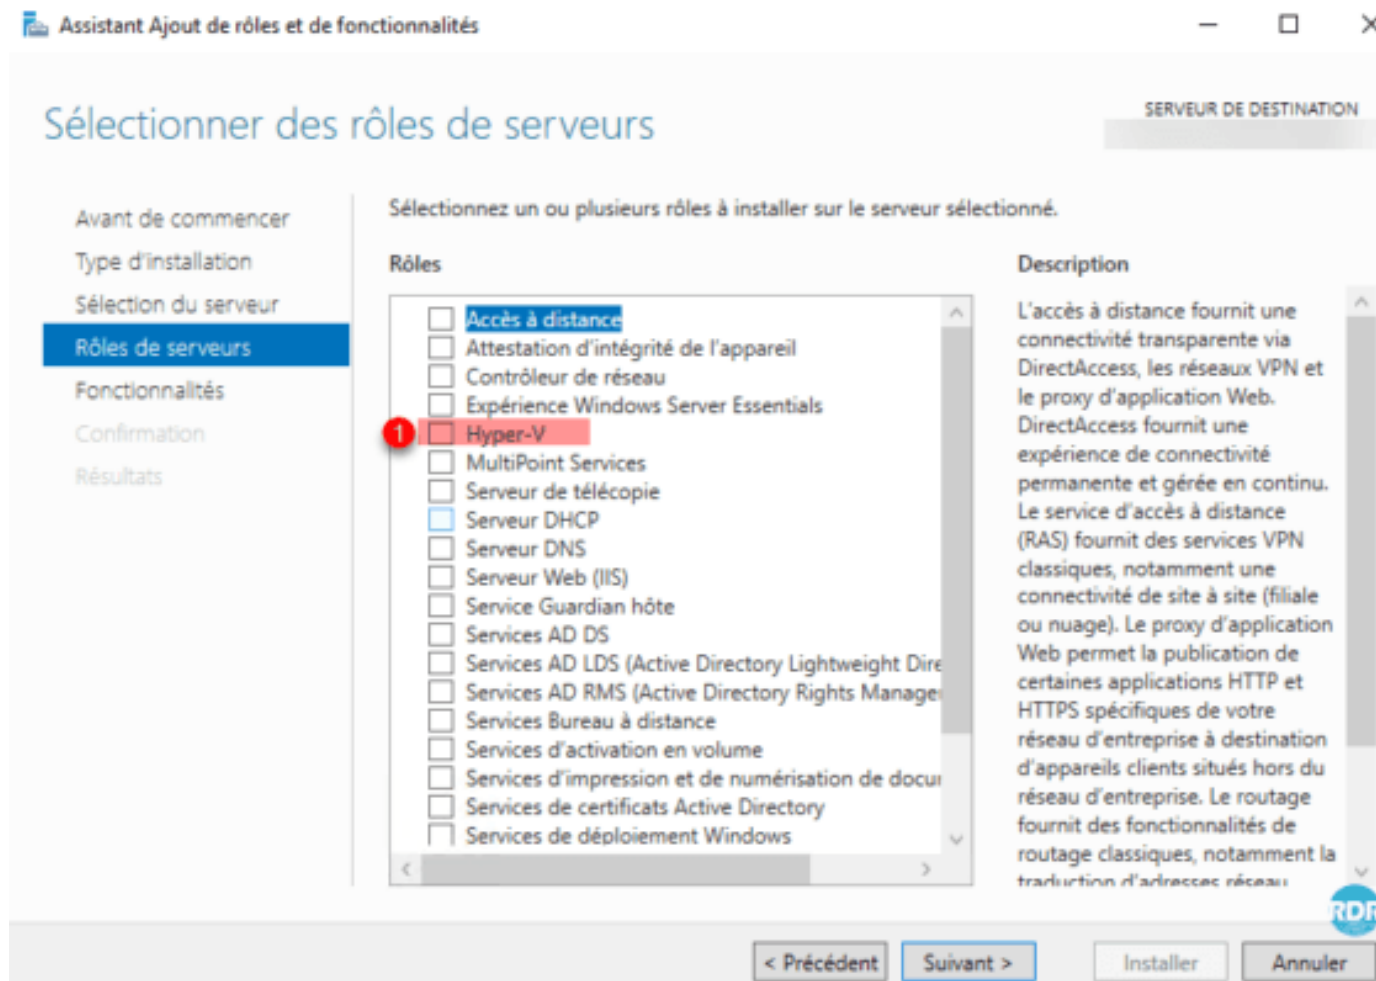 Assistant Ajout de rôles et de fonctionnalités
Sélectionner des rôles de serveurs
SERVEUR DE DESTINATION
Avant de commencer
Type d'installation
Sélection du serveur
Rôles de serveurs
Fonctionnalités
Confirmation
Résultats
Sélectionnez un ou plusieurs rôles à installer sur le serveur sélectionné.
Rôles
Accès à distance
Attestation d'intégrité de l'appareil
Contrôleur de réseau
Expérience Windows Server Essentials
1 Hyper-V
MultiPoint Services
Serveur de télécopie
Serveur DHCP
Serveur DNS
Serveur Web (IIS)
Service Guardian hôte
Services AD DS
Services AD LDS (Active Directory Lightweight Dire
Services AD RMS (Active Directory Rights Manage
Services Bureau à distance
Services d'activation en volume
Services d'impression et de numérisation de docu
Services de certificats Active Directory
Services de déploiement Windows
Description
L'accès à distance fournit une
connectivité transparente via
DirectAccess, les réseaux VPN et
le proxy d'application Web.
DirectAccess fournit une
expérience de connectivité
permanente et gérée en continu.
Le service d'accès à distance
(RAS) fournit des services VPN
classiques, notamment une
connectivité de site à site (filiale
ou nuage). Le proxy d'application
Web permet la publication de
certaines applications HTTP et
HTTPS spécifiques de votre
réseau d'entreprise à destination
d'appareils clients situés hors du
réseau d'entreprise. Le routage
fournit des fonctionnalités de
routage classiques, notamment la
traduction d'adresses réseau
RDR
< Précédent
Suivant >
Installer
Annuler